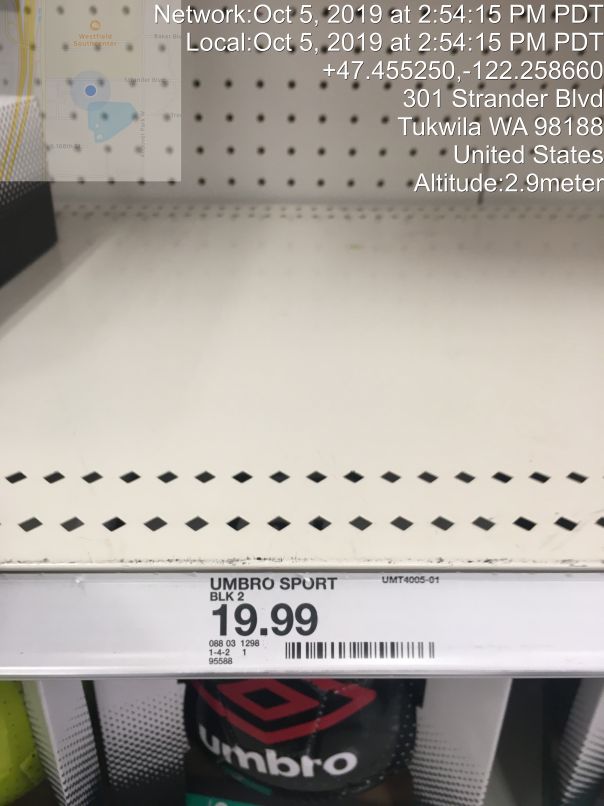 Network:Oct 5, 2019 at 2:54:15 PM PDT
Local:Oct 5, 2019 at 2:54:15 PM PDT
+47.455250,-122.258660
301 Strander Blvd
Tukwila WA 98188
United States
Altitude:2.9meter
Westfield
Southcenter
Strander Blvd
UMBRO SPORT
UMT4005-01
BLK 2
19.99
088 03 1298
1-4-2 1
95588
umbro